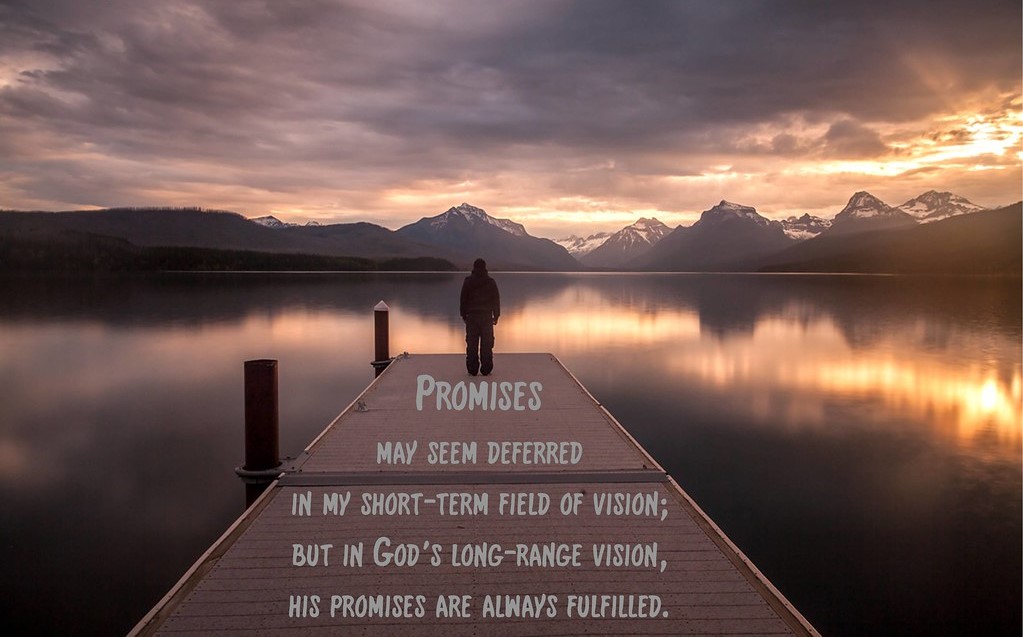 Promises
may seem deferred
in my short-term field of vision;
but in God's long-range vision,
his promises are always fulfilled.